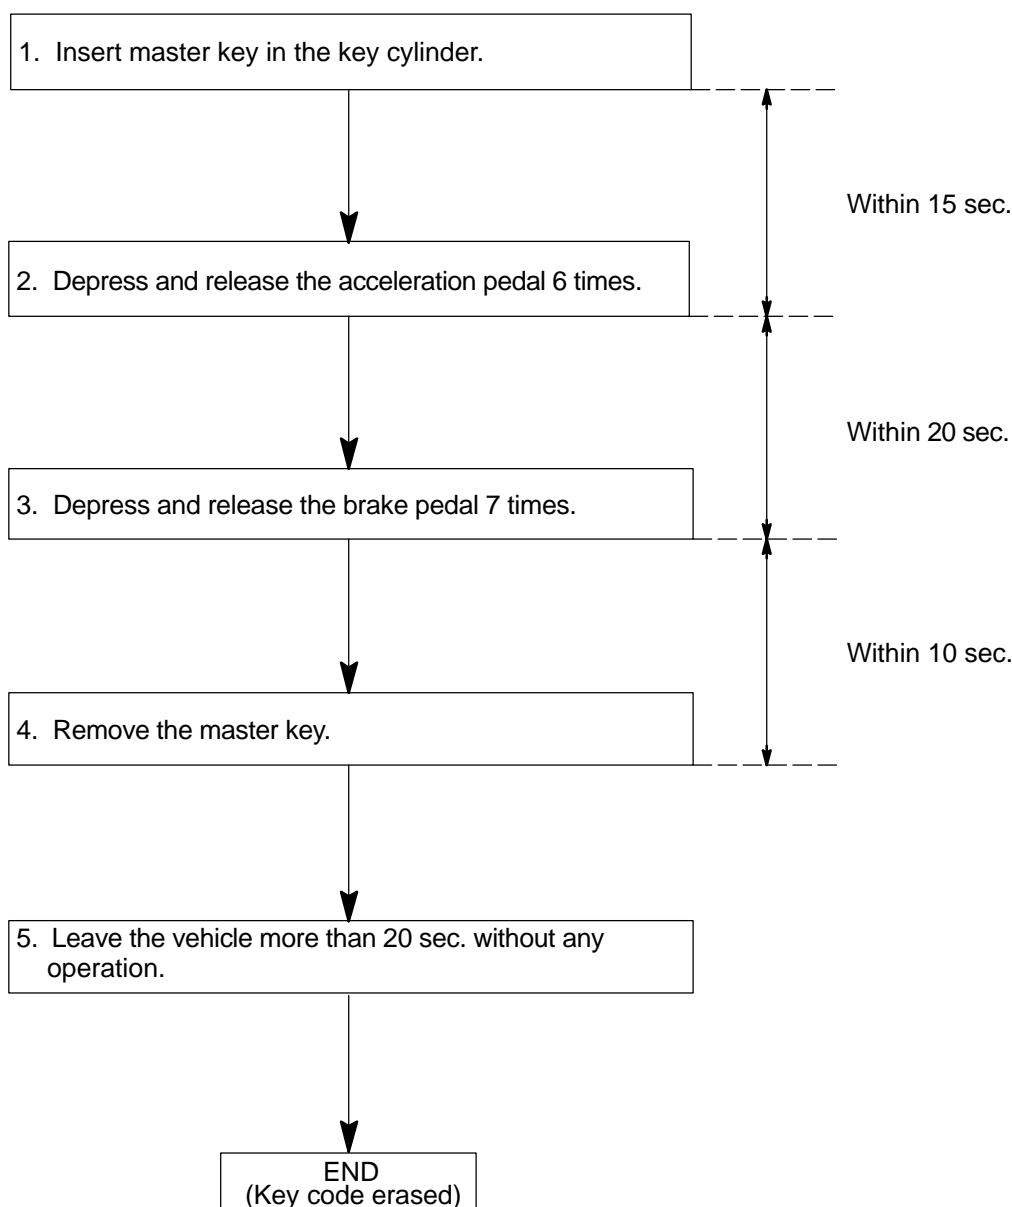 1. Insert master key in the key cylinder.
Within 15 sec.
2. Depress and release the acceleration pedal 6 times.
Within 20 sec.
3. Depress and release the brake pedal 7 times.
Within 10 sec.
4. Remove the master key.
5. Leave the vehicle more than 20 sec. without any
operation.
END
(Key code erased)